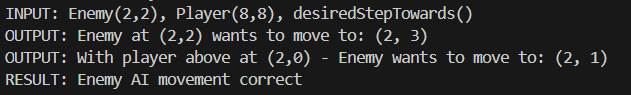 INPUT: Enemy(2,2), Player(8,8), desiredStepTowards()
OUTPUT: Enemy at (2,2) wants to move to: (2, 3)
OUTPUT: With player above at (2,0) - Enemy wants to move to: (2, 1)
RESULT: Enemy AI movement correct